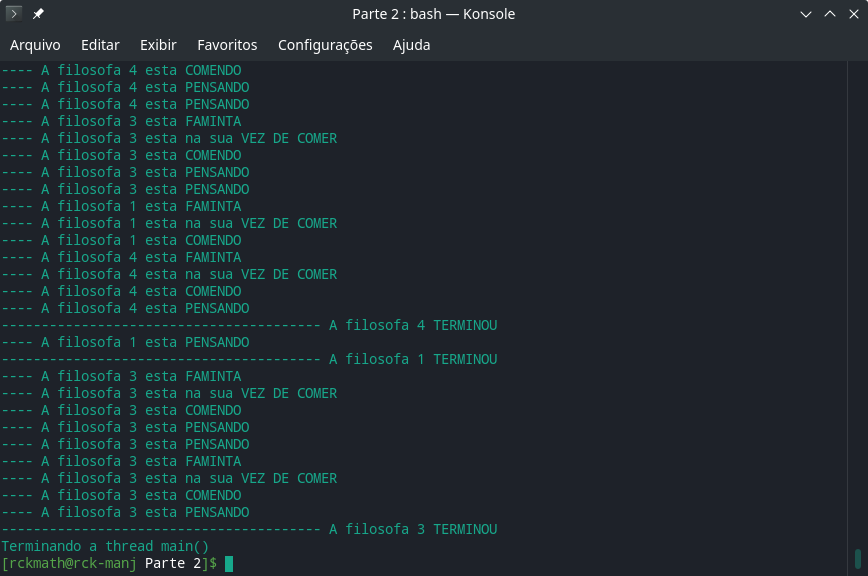 Parte 2 : bash — Konsole
Arquivo Editar Exibir Favoritos Configurações Ajuda
---- A filosofa 4 esta COMENDO
---- A filosofa 4 esta PENSANDO
---- A filosofa 4 esta PENSANDO
---- A filosofa 3 esta FAMINTA
---- A filosofa 3 esta na sua VEZ DE COMER
---- A filosofa 3 esta COMENDO
---- A filosofa 3 esta PENSANDO
---- A filosofa 3 esta PENSANDO
---- A filosofa 1 esta FAMINTA
---- A filosofa 1 esta na sua VEZ DE COMER
---- A filosofa 1 esta COMENDO
---- A filosofa 4 esta FAMINTA
---- A filosofa 4 esta na sua VEZ DE COMER
---- A filosofa 4 esta COMENDO
---- A filosofa 4 esta PENSANDO
---------------------------------------- A filosofa 4 TERMINOU
---- A filosofa 1 esta PENSANDO
---------------------------------------- A filosofa 1 TERMINOU
---- A filosofa 3 esta FAMINTA
---- A filosofa 3 esta na sua VEZ DE COMER
---- A filosofa 3 esta COMENDO
---- A filosofa 3 esta PENSANDO
---- A filosofa 3 esta PENSANDO
---- A filosofa 3 esta FAMINTA
---- A filosofa 3 esta na sua VEZ DE COMER
---- A filosofa 3 esta COMENDO
---- A filosofa 3 esta PENSANDO
---------------------------------------- A filosofa 3 TERMINOU
Terminando a thread main()
[rckmath@rck-manj Parte 2]$